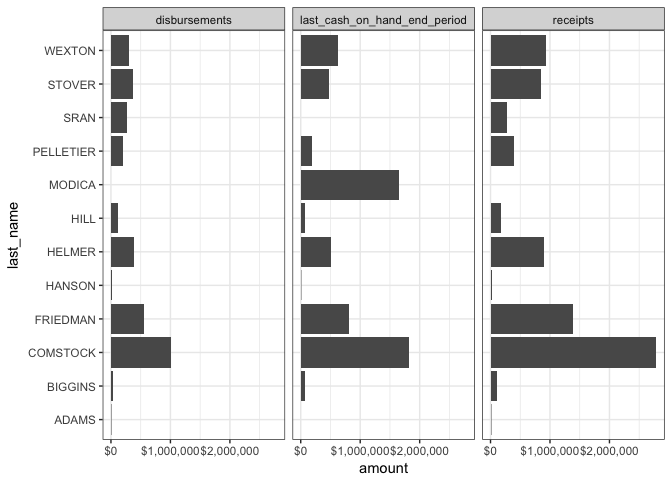 disbursements last_cash_on_hand_end_period receipts
WEXTON
STOVER
SRAN
PELLETIER
MODICA
HILL
HELMER
HANSON
FRIEDMAN
COMSTOCK
BIGGINS
ADAMS
last_name
$0 $1,000,000 $2,000,000 $0 $1,000,000 $2,000,000 $0 $1,000,000 $2,000,000
amount